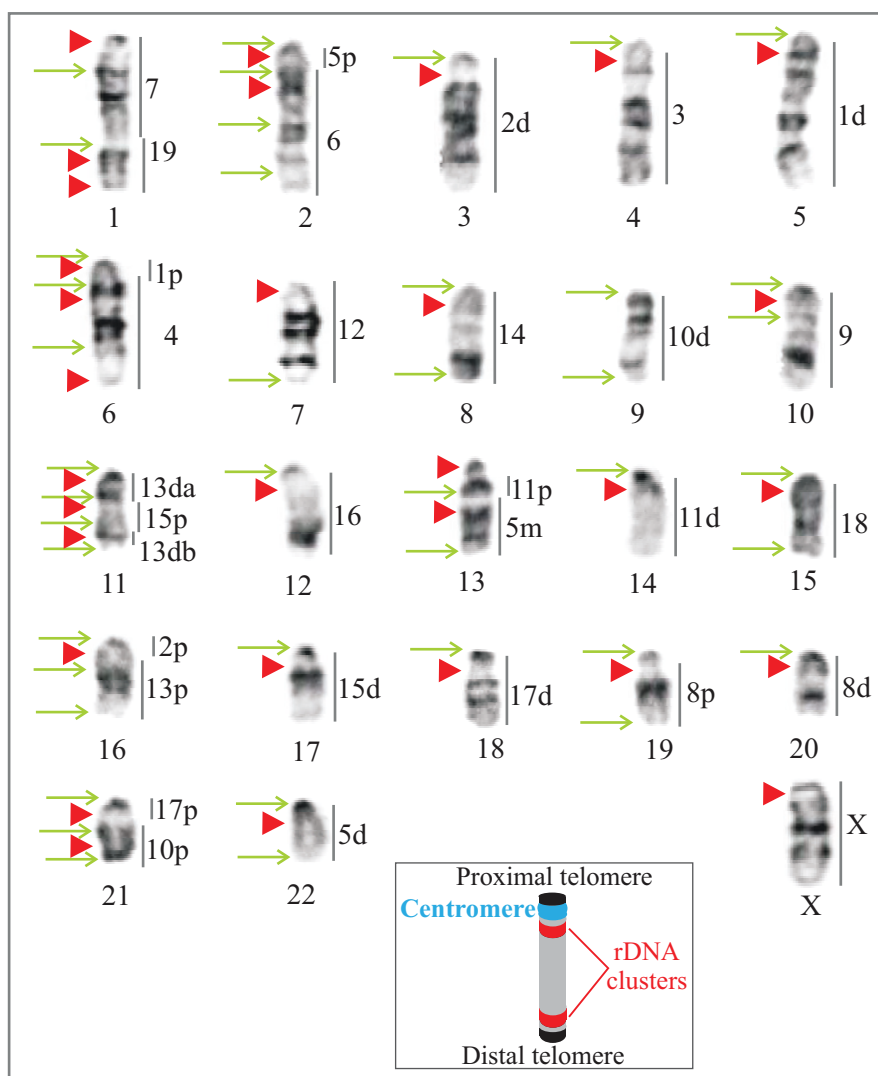 7
19
1
5p
6
2
2d
3
3
4
1d
5
1p
4
6
12
7
14
8
10d
9
9
10
13da
15p
13db
11
16
12
11p
5m
13
11d
14
18
15
2p
13p
16
15d
17
17d
18
8p
19
8d
20
17p
10p
21
5d
22
X
X
Proximal telomere
Centromere
rDNA
clusters
Distal telomere